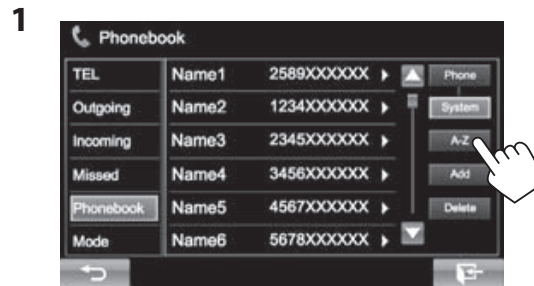 1
Phonebook
TEL Name1 2589XXXXXX Phone
Outgoing Name2 1234XXXXXX System
Incoming Name3 2345XXXXXX A-Z
Missed Name4 3456XXXXXX Add
Phonebook Name5 4567XXXXXX Delete
Mode Name6 5678XXXXXX